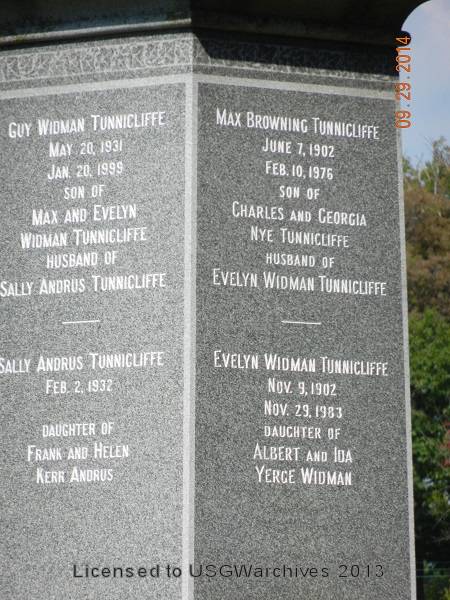 Guy Widman Tunnicliffe
May 20, 1931
Jan. 20, 1999
son of
Max and Evelyn
Widman Tunnicliffe
husband of
Sally Andrus Tunnicliffe
Sally Andrus Tunnicliffe
Feb. 2, 1932
daughter of
Frank and Helen
Kerr Andrus
Max Browning Tunnicliffe
June 7, 1902
Feb. 10, 1976
son of
Charles and Georgia
Nye Tunnicliffe
husband of
Evelyn Widman Tunnicliffe
Evelyn Widman Tunnicliffe
Nov. 9, 1902
Nov. 29, 1983
daughter of
Albert and Ida
Yerge Widman
09 29 2014
Licensed to USGWarchives 2013